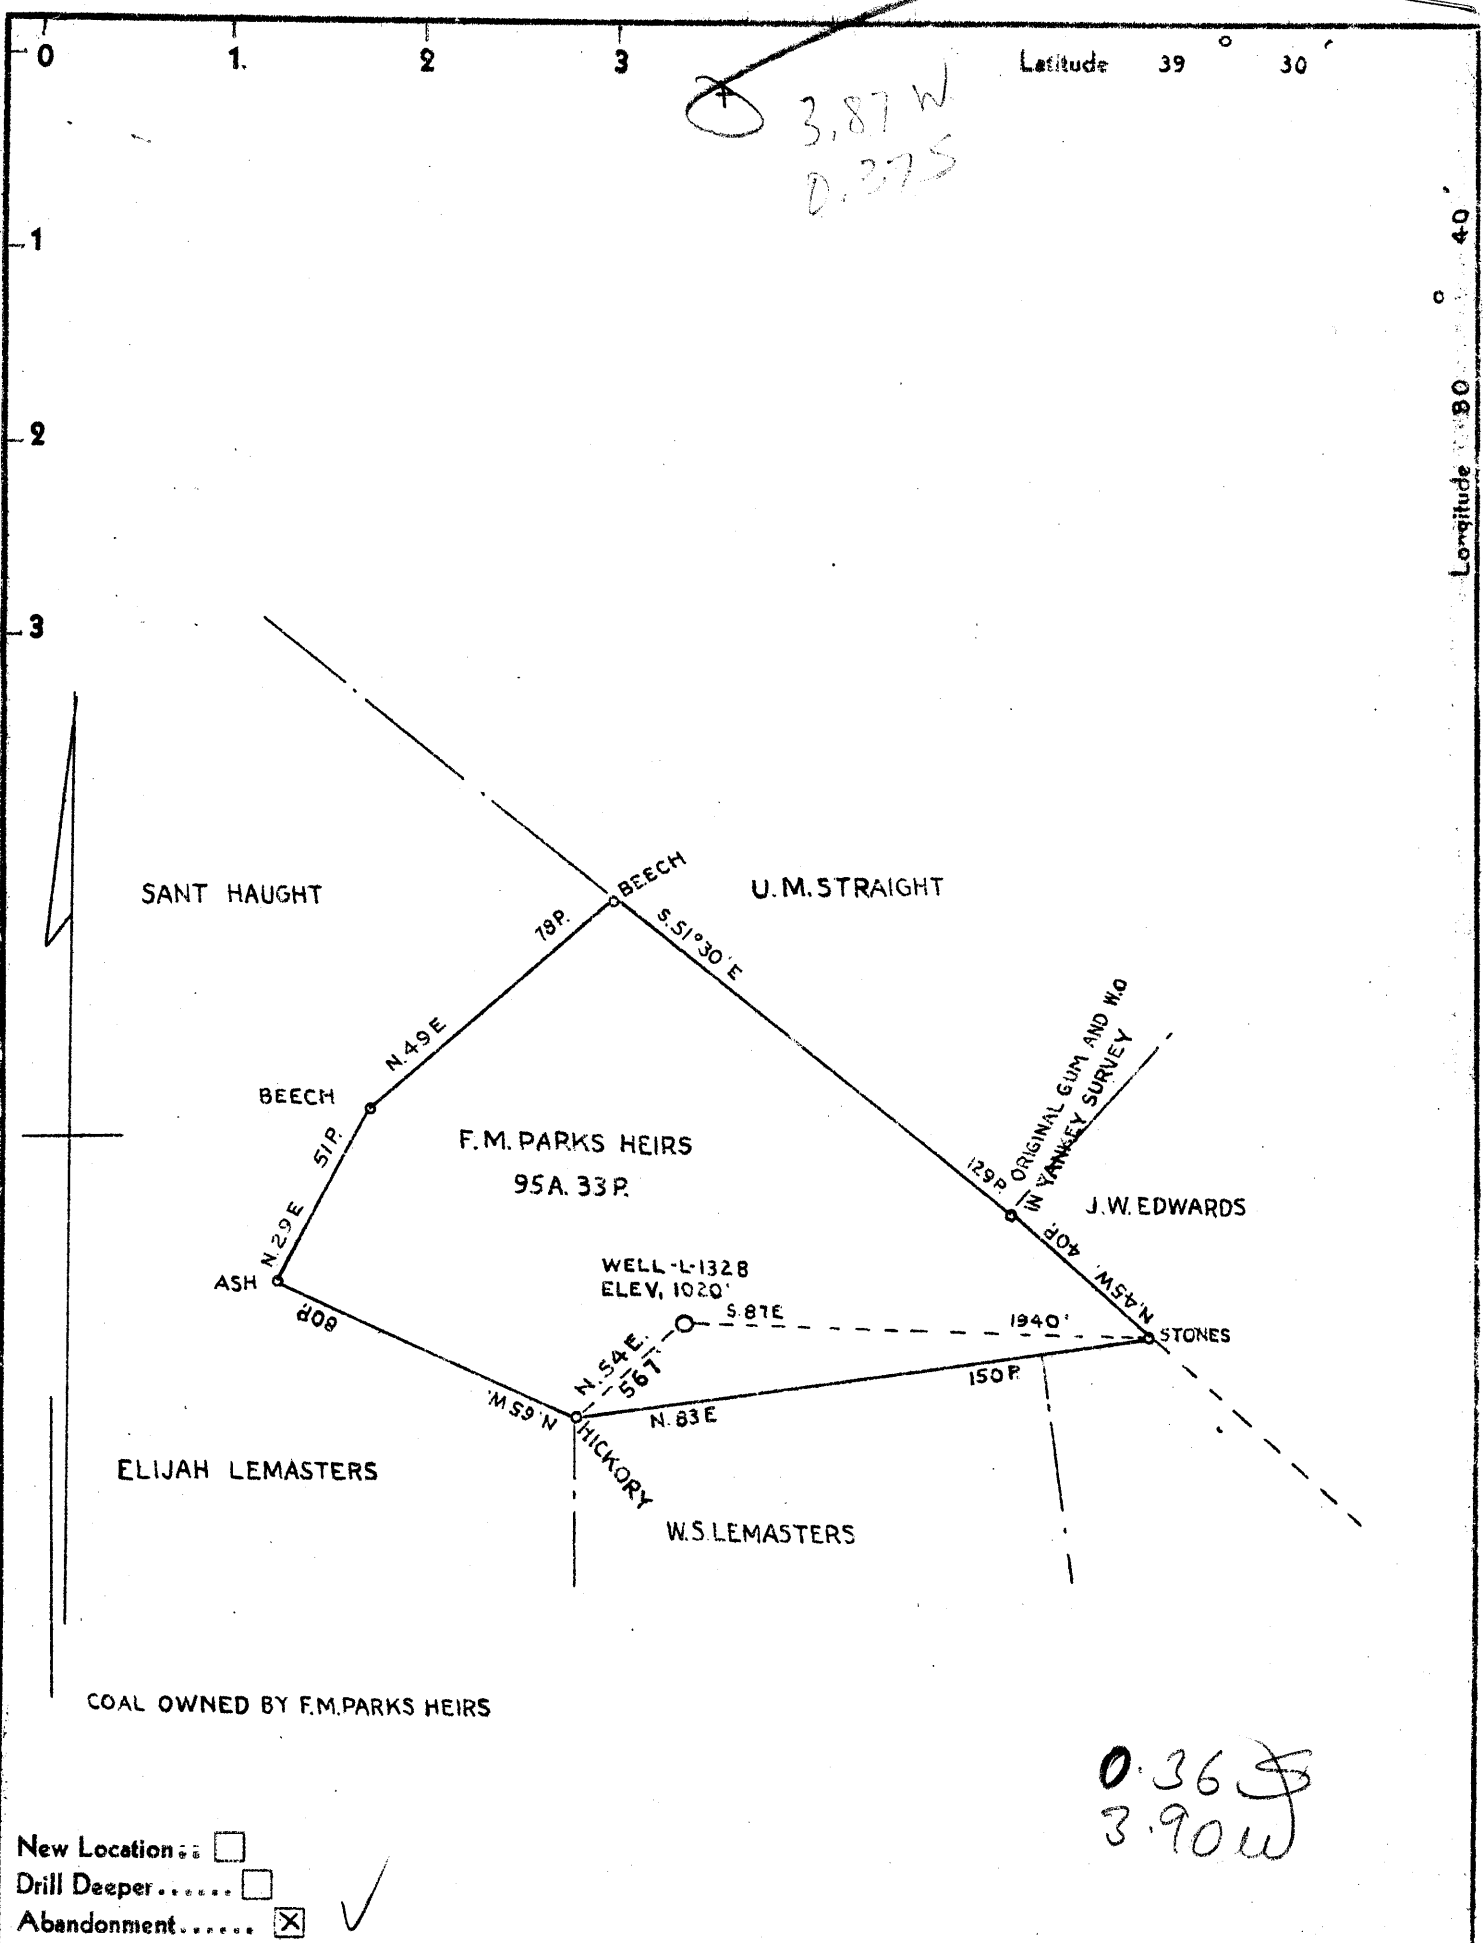 0 1. 2 3 Latitude 39° 30'
3.87 W
0.37S
1
Longitude 80° 40'
2
3
SANT HAUGHT
BEECH
U.M. STRAIGHT
78P.
S.51°30'E
N.49E
BEECH
ORIGINAL GUM AND W.O
IN YANKEY SURVEY
51P.
F.M. PARKS HEIRS
95A. 33P.
129P.
J.W. EDWARDS
N.29E
40P.
N.45W.
ASH
WELL-L-1328
ELEV, 1020'
80P.
S.87E
1940'
STONES
N.54E.
567'
150P.
N.65W.
N.83E
HICKORY
ELIJAH LEMASTERS
W.S. LEMASTERS
COAL OWNED BY F.M. PARKS HEIRS
0.36 S
3.90 W
New Location..
Drill Deeper......
Abandonment...... X